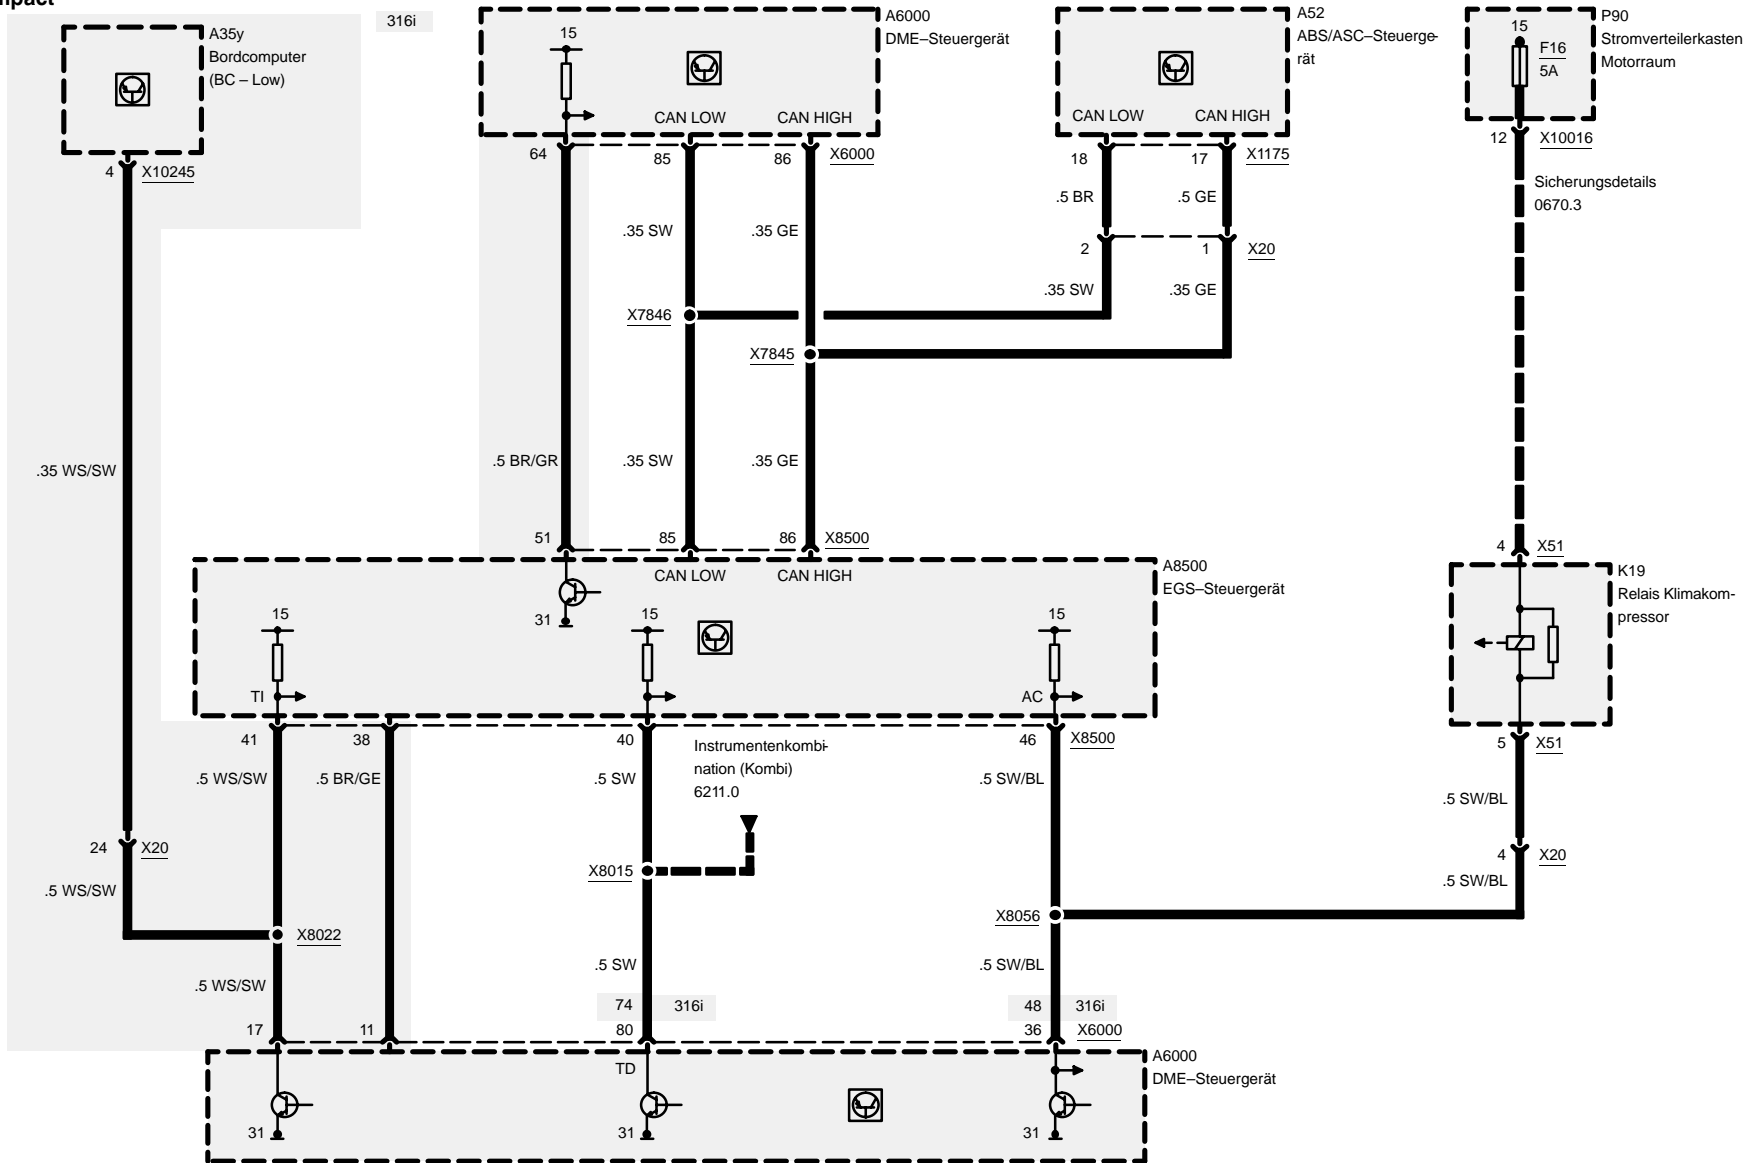 316i
A35y
Bordcomputer
(BC – Low)
4 X10245
.35 WS/SW
24 X20
.5 WS/SW
X8022
A6000
DME–Steuergerät
15
CAN LOW CAN HIGH
64 85 86 X6000
.35 SW .35 GE
X7846
X7845
.5 BR/GR .35 SW .35 GE
51 85 86 X8500
A52
ABS/ASC–Steuerge-
rät
CAN LOW CAN HIGH
18 17 X1175
.5 BR .5 GE
2 1 X20
.35 SW .35 GE
P90
Stromverteilerkasten
Motorraum
15
F16
5A
12 X10016
Sicherungsdetails
0670.3
4 X51
K19
Relais Klimakom-
pressor
5 X51
.5 SW/BL
4 X20
.5 SW/BL
A8500
EGS–Steuergerät
CAN LOW CAN HIGH
31
15 15 15
TI AC
41 38 40 46 X8500
.5 WS/SW .5 BR/GE .5 SW .5 SW/BL
Instrumentenkombi-
nation (Kombi)
6211.0
X8015
X8056
.5 WS/SW .5 SW .5 SW/BL
74 316i 48 316i
17 11 80 36 X6000
A6000
DME–Steuergerät
TD
31 31 31